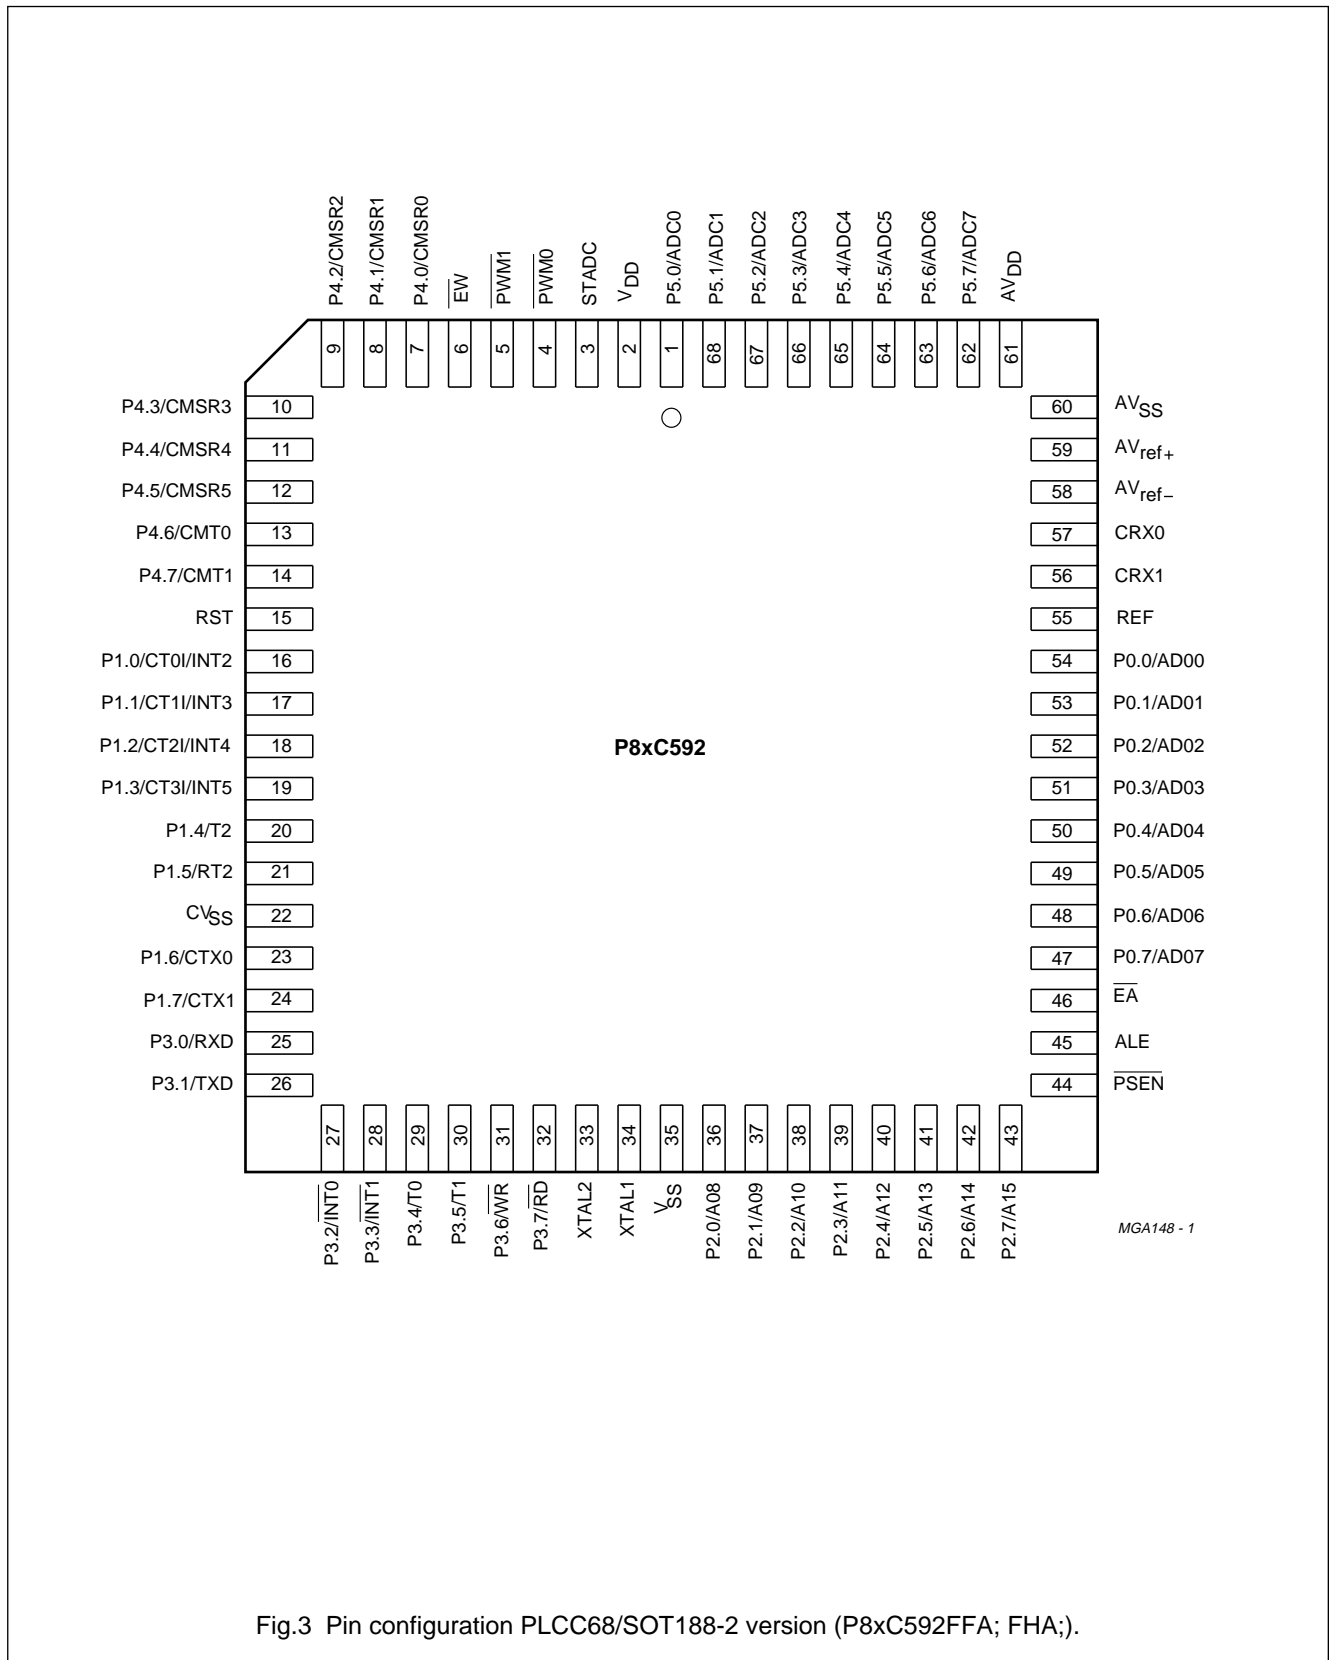 P4.2/CMSR2
P4.1/CMSR1
P4.0/CMSR0
EW
PWM1
PWM0
STADC
VDD
P5.0/ADC0
P5.1/ADC1
P5.2/ADC2
P5.3/ADC3
P5.4/ADC4
P5.5/ADC5
P5.6/ADC6
P5.7/ADC7
AVDD
9 8 7 6 5 4 3 2 1 68 67 66 65 64 63 62 61
P4.3/CMSR3 10 60 AVSS
P4.4/CMSR4 11 59 AVref+
P4.5/CMSR5 12 58 AVref−
P4.6/CMT0 13 57 CRX0
P4.7/CMT1 14 56 CRX1
RST 15 55 REF
P1.0/CT0I/INT2 16 54 P0.0/AD00
P1.1/CT1I/INT3 17 53 P0.1/AD01
P1.2/CT2I/INT4 18 P8xC592 52 P0.2/AD02
P1.3/CT3I/INT5 19 51 P0.3/AD03
P1.4/T2 20 50 P0.4/AD04
P1.5/RT2 21 49 P0.5/AD05
CVSS 22 48 P0.6/AD06
P1.6/CTX0 23 47 P0.7/AD07
P1.7/CTX1 24 46 EA
P3.0/RXD 25 45 ALE
P3.1/TXD 26 44 PSEN
27 28 29 30 31 32 33 34 35 36 37 38 39 40 41 42 43
P3.2/INT0
P3.3/INT1
P3.4/T0
P3.5/T1
P3.6/WR
P3.7/RD
XTAL2
XTAL1
VSS
P2.0/A08
P2.1/A09
P2.2/A10
P2.3/A11
P2.4/A12
P2.5/A13
P2.6/A14
P2.7/A15
MGA148 - 1
Fig.3 Pin configuration PLCC68/SOT188-2 version (P8xC592FFA; FHA;).